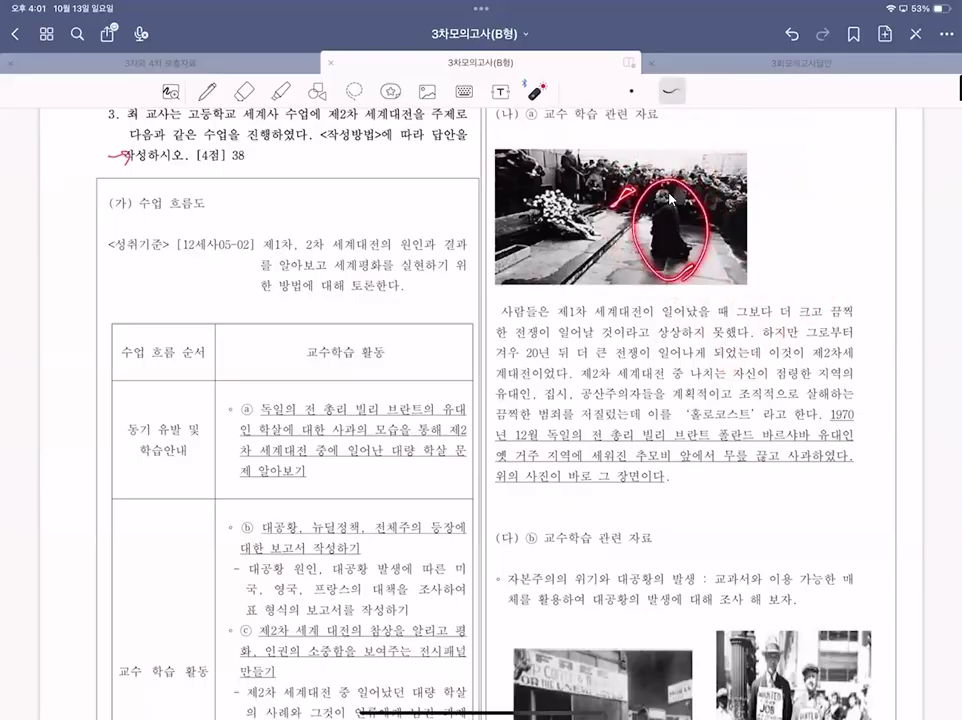 오후 4:01 10월 13일 일요일
53%
3차모의고사(B형)
3차모의고사(B형)
3. 최 교사는 고등학교 세계사 수업에 제2차 세계대전을 주제로
다음과 같은 수업을 진행하였다. <작성방법>에 따라 답안을
작성하시오. [4점] 38
(가) 수업 흐름도
<성취기준> [12세사05-02] 제1차, 2차 세계대전의 원인과 결과
를 알아보고 세계평화를 실현하기 위
한 방법에 대해 토론한다.
수업 흐름 순서
교수학습 활동
동기 유발 및
학습안내
◦ ⓐ 독일의 전 총리 빌리 브란트의 유대
인 학살에 대한 사과의 모습을 통해 제2
차 세계대전 중에 일어난 대량 학살 문
제 알아보기
교수 학습 활동
◦ ⓑ 대공황, 뉴딜정책, 전체주의 등장에
대한 보고서 작성하기
- 대공황 원인, 대공황 발생에 따른 미
국, 영국, 프랑스의 대책을 조사하여
표 형식의 보고서를 작성하기
◦ ⓒ 제2차 세계 대전의 참상을 알리고 평
화, 인권의 소중함을 보여주는 전시패널
만들기
- 제2차 세계대전 중 일어났던 대량 학살
의 사례와 그것이
(나) ⓐ 교수 학습 관련 자료
사람들은 제1차 세계대전이 일어났을 때 그보다 더 크고 끔찍
한 전쟁이 일어날 것이라고 상상하지 못했다. 하지만 그로부터
겨우 20년 뒤 더 큰 전쟁이 일어나게 되었는데 이것이 제2차세
계대전이었다. 제2차 세계대전 중 나치는 자신이 점령한 지역의
유대인, 집시, 공산주의자들을 계획적이고 조직적으로 살해하는
끔찍한 범죄를 저질렀는데 이를 ‘홀로코스트’ 라고 한다. 1970
년 12월 독일의 전 총리 빌리 브란트 폴란드 바르샤바 유대인
옛 거주 지역에 세워진 추모비 앞에서 무릎 끓고 사과하였다.
위의 사진이 바로 그 장면이다.
(다) ⓑ 교수학습 관련 자료
◦ 자본주의의 위기와 대공황의 발생 : 교과서와 이용 가능한 매
체를 활용하여 대공황의 발생에 대해 조사 해 보자.